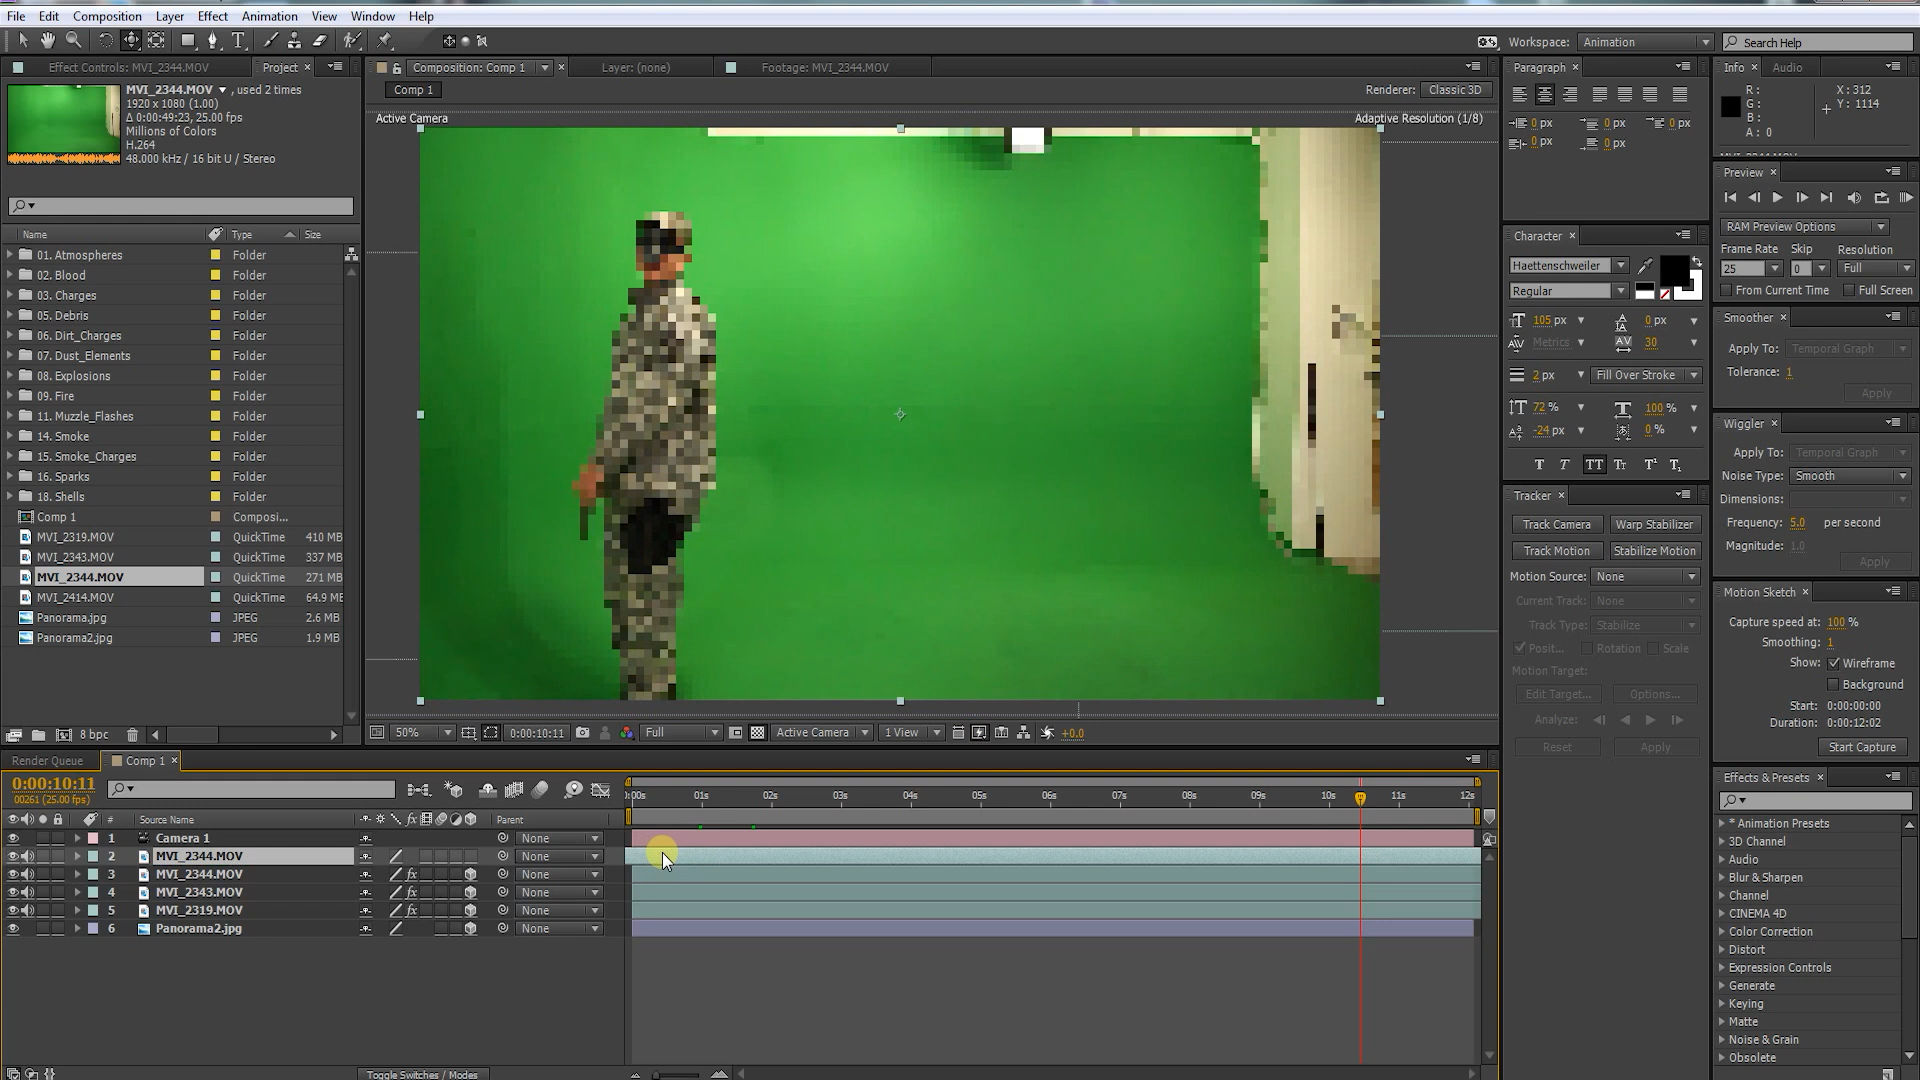 File Edit Composition Layer Effect Animation View Window Help
Workspace: Animation Search Help
Effect Controls: MVI_2344.MOV Project
MVI_2344.MOV , used 2 times
1920 x 1080 (1.00)
Δ 0:00:49:23, 25.00 fps
Millions of Colors
H.264
48.000 kHz / 16 bit U / Stereo
Name Type Size
01. Atmospheres Folder
02. Blood Folder
03. Charges Folder
05. Debris Folder
06. Dirt_Charges Folder
07. Dust_Elements Folder
08. Explosions Folder
09. Fire Folder
11. Muzzle_Flashes Folder
14. Smoke Folder
15. Smoke_Charges Folder
16. Sparks Folder
18. Shells Folder
Comp 1 Composi...
MVI_2319.MOV QuickTime 410 MB
MVI_2343.MOV QuickTime 337 MB
MVI_2344.MOV QuickTime 271 MB
MVI_2414.MOV QuickTime 64.9 MB
Panorama.jpg JPEG 2.6 MB
Panorama2.jpg JPEG 1.9 MB
8 bpc
Composition: Comp 1 Layer: (none) Footage: MVI_2344.MOV
Comp 1 Renderer: Classic 3D
Active Camera Adaptive Resolution (1/8)
50% 0:00:10:11 Full Active Camera 1 View +0.0
Paragraph
0 px 0 px 0 px
0 px 0 px
Character
Haettenschweiler
Regular
105 px 0 px
Metrics 30
2 px Fill Over Stroke
72 % 100 %
-24 px 0 %
T T TT Tr T¹ T₁
Tracker
Track Camera Warp Stabilizer
Track Motion Stabilize Motion
Motion Source: None
Current Track: None
Track Type: Stabilize
Posit... Rotation Scale
Motion Target:
Edit Target... Options...
Analyze:
Reset Apply
Info Audio
R : X : 312
G : Y : 1114
B :
A : 0
Preview
RAM Preview Options
Frame Rate Skip Resolution
25 0 Full
From Current Time Full Screen
Smoother
Apply To: Temporal Graph
Tolerance: 1
Apply
Wiggler
Apply To: Temporal Graph
Noise Type: Smooth
Dimensions:
Frequency: 5.0 per second
Magnitude: 1.0
Apply
Motion Sketch
Capture speed at: 100 %
Smoothing: 1
Show: Wireframe
Background
Start: 0:00:00:00
Duration: 0:00:12:02
Start Capture
Effects & Presets
* Animation Presets
3D Channel
Audio
Blur & Sharpen
Channel
CINEMA 4D
Color Correction
Distort
Expression Controls
Generate
Keying
Matte
Noise & Grain
Obsolete
Render Queue Comp 1
0:00:10:11
00261 (25.00 fps)
:00s 01s 02s 03s 04s 05s 06s 07s 08s 09s 10s 11s 12s
# Source Name fx Parent
1 Camera 1 None
2 MVI_2344.MOV None
3 MVI_2344.MOV fx None
4 MVI_2343.MOV fx None
5 MVI_2319.MOV fx None
6 Panorama2.jpg None
Toggle Switches / Modes